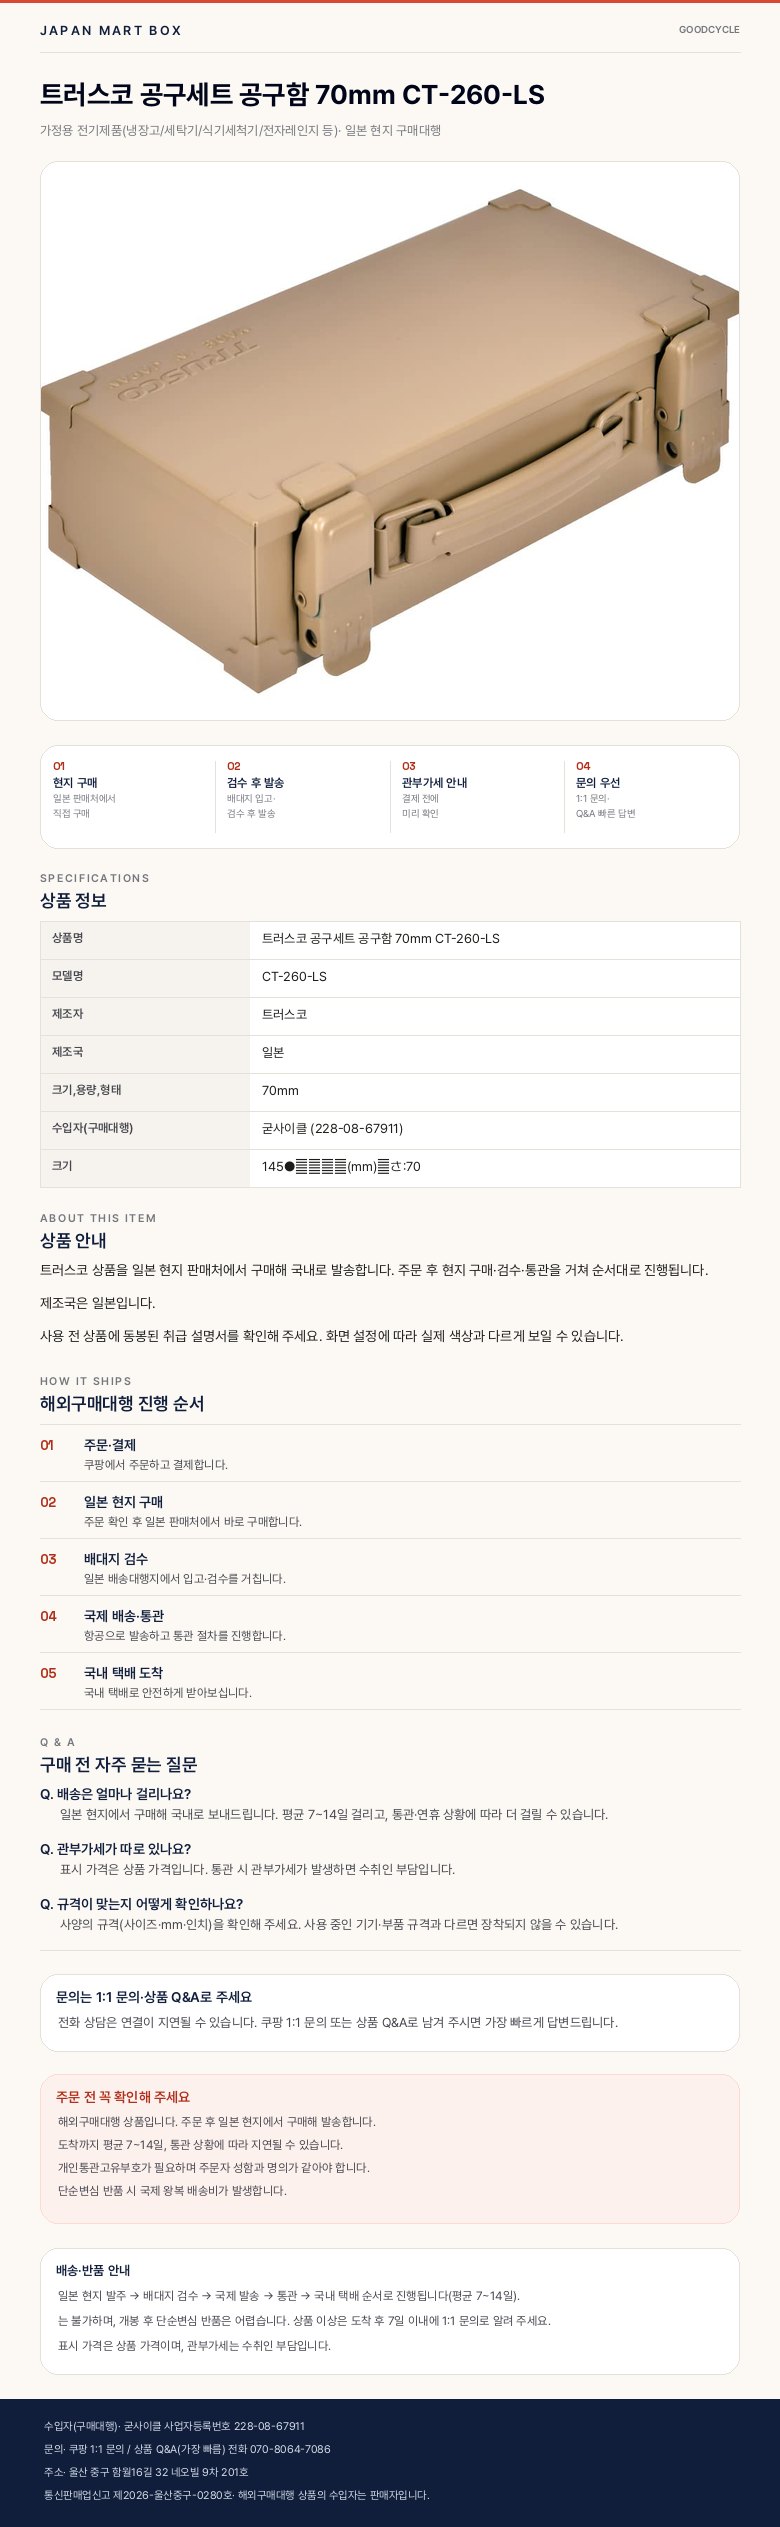 JAPAN MART BOX
GOODCYCLE
트러스코 공구세트 공구함 70mm CT-260-LS
가정용 전기제품(냉장고/세탁기/식기세척기/전자레인지 등)· 일본 현지 구매대행
TRUSCO
MADE IN JAPAN
01
현지 구매
일본 판매처에서
직접 구매
02
검수 후 발송
배대지 입고·
검수 후 발송
03
관부가세 안내
결제 전에
미리 확인
04
문의 우선
1:1 문의·
Q&A 빠른 답변
SPECIFICATIONS
상품 정보
상품명 트러스코 공구세트 공구함 70mm CT-260-LS
모델명 CT-260-LS
제조자 트러스코
제조국 일본
크기,용량,형태 70mm
수입자(구매대행) 굳사이클 (228-08-67911)
크기 145●▤▤▤▤(mm)▤さ:70
ABOUT THIS ITEM
상품 안내
트러스코 상품을 일본 현지 판매처에서 구매해 국내로 발송합니다. 주문 후 현지 구매·검수·통관을 거쳐 순서대로 진행됩니다.
제조국은 일본입니다.
사용 전 상품에 동봉된 취급 설명서를 확인해 주세요. 화면 설정에 따라 실제 색상과 다르게 보일 수 있습니다.
HOW IT SHIPS
해외구매대행 진행 순서
01 주문·결제
쿠팡에서 주문하고 결제합니다.
02 일본 현지 구매
주문 확인 후 일본 판매처에서 바로 구매합니다.
03 배대지 검수
일본 배송대행지에서 입고·검수를 거칩니다.
04 국제 배송·통관
항공으로 발송하고 통관 절차를 진행합니다.
05 국내 택배 도착
국내 택배로 안전하게 받아보십니다.
Q & A
구매 전 자주 묻는 질문
Q. 배송은 얼마나 걸리나요?
일본 현지에서 구매해 국내로 보내드립니다. 평균 7~14일 걸리고, 통관·연휴 상황에 따라 더 걸릴 수 있습니다.
Q. 관부가세가 따로 있나요?
표시 가격은 상품 가격입니다. 통관 시 관부가세가 발생하면 수취인 부담입니다.
Q. 규격이 맞는지 어떻게 확인하나요?
사양의 규격(사이즈·mm·인치)을 확인해 주세요. 사용 중인 기기·부품 규격과 다르면 장착되지 않을 수 있습니다.
문의는 1:1 문의·상품 Q&A로 주세요
전화 상담은 연결이 지연될 수 있습니다. 쿠팡 1:1 문의 또는 상품 Q&A로 남겨 주시면 가장 빠르게 답변드립니다.
주문 전 꼭 확인해 주세요
해외구매대행 상품입니다. 주문 후 일본 현지에서 구매해 발송합니다.
도착까지 평균 7~14일, 통관 상황에 따라 지연될 수 있습니다.
개인통관고유부호가 필요하며 주문자 성함과 명의가 같아야 합니다.
단순변심 반품 시 국제 왕복 배송비가 발생합니다.
배송·반품 안내
일본 현지 발주 → 배대지 검수 → 국제 발송 → 통관 → 국내 택배 순서로 진행됩니다(평균 7~14일).
는 불가하며, 개봉 후 단순변심 반품은 어렵습니다. 상품 이상은 도착 후 7일 이내에 1:1 문의로 알려 주세요.
표시 가격은 상품 가격이며, 관부가세는 수취인 부담입니다.
수입자(구매대행)· 굳사이클 사업자등록번호 228-08-67911
문의· 쿠팡 1:1 문의 / 상품 Q&A(가장 빠름) 전화 070-8064-7086
주소· 울산 중구 함월16길 32 네오빌 9차 201호
통신판매업신고 제2026-울산중구-0280호· 해외구매대행 상품의 수입자는 판매자입니다.